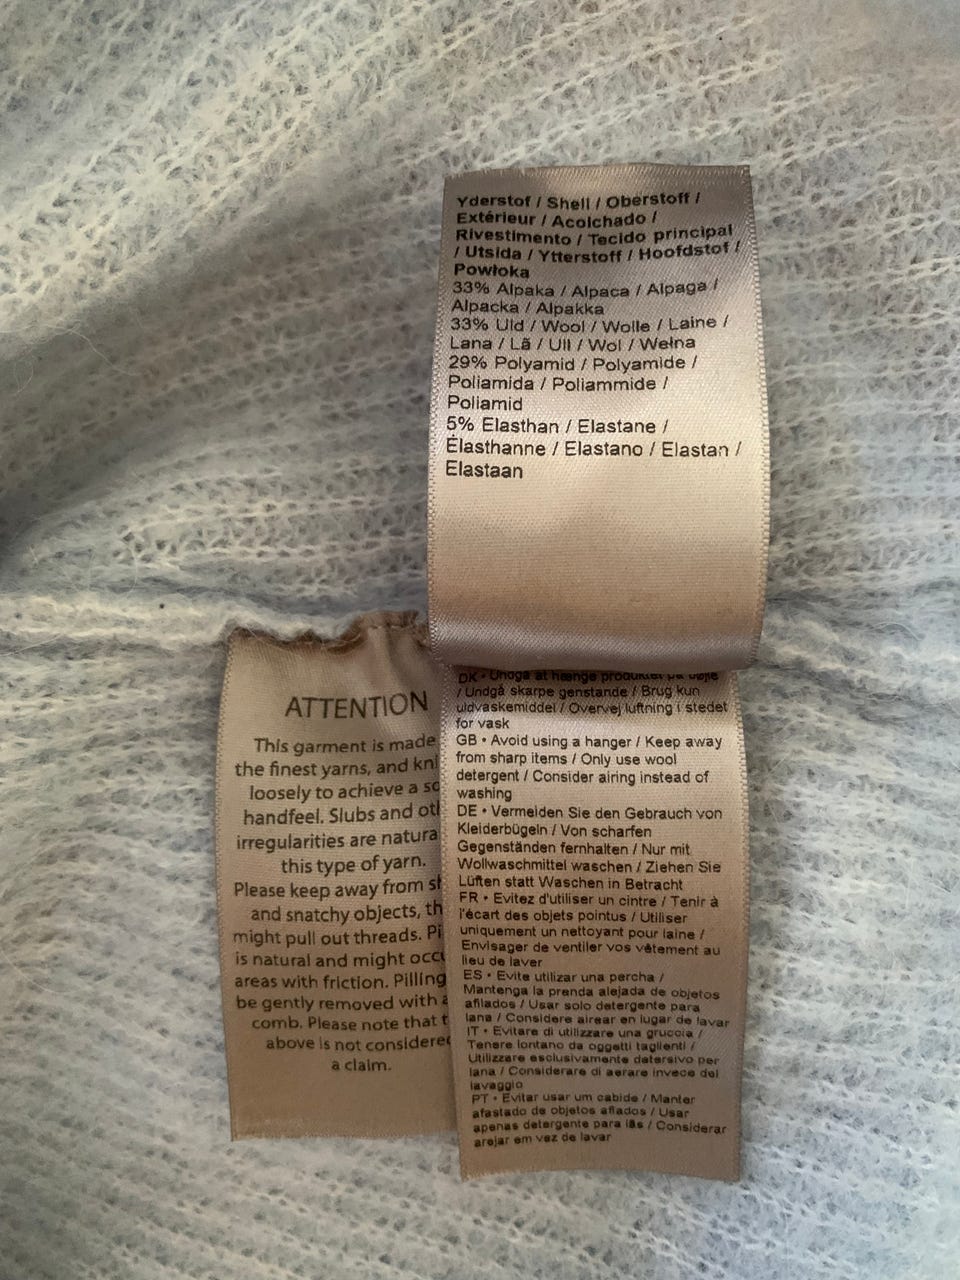 Yderstof / Shell / Oberstoff /
Extérieur / Acolchado /
Rivestimento / Tecido principal
/ Utsida / Ytterstoff / Hoofdstof /
Powłoka
33% Alpaka / Alpaca / Alpaga /
Alpacka / Alpakka
33% Uld / Wool / Wolle / Laine /
Lana / Lã / Ull / Wol / Wełna
29% Polyamid / Polyamide /
Poliamida / Poliammide /
Poliamid
5% Elasthan / Elastane /
Élasthanne / Elastano / Elastan /
Elastaan
ATTENTION
This garment is made
the finest yarns, and
loosely to achieve a
handfeel. Slubs and
irregularities are
this type of yarn.
Please keep away from
and snatchy objects,
might pull out threads.
is natural and might
areas with friction. Pilling
be gently removed with
comb. Please note that
above is not
a claim.
DK • Undgå at hænge produktet på bøjle
/ Undgå skarpe genstande / Brug kun
uldvaskemiddel / Overvej luftning i stedet
for vask
GB • Avoid using a hanger / Keep away
from sharp items / Only use wool
detergent / Consider airing instead of
washing
DE • Vermeiden Sie den Gebrauch von
Kleiderbügeln / Von scharfen
Gegenständen fernhalten / Nur mit
Wollwaschmittel waschen / Ziehen Sie
Lüften statt Waschen in Betracht
FR • Evitez d'utiliser un cintre / Tenir à
l'écart des objets pointus / Utiliser
uniquement un nettoyant pour laine /
Envisager de ventiler vos vêtement au
lieu de laver
ES • Evite utilizar una percha /
Mantenga la prenda alejada de objetos
afilados / Usar solo detergente para
lana / Considere airear en lugar de lavar
IT • Evitare di utilizzare una gruccia /
Tenere lontano da oggetti taglienti /
Utilizzare esclusivamente detersivo per
lana / Considerare di aerare invece del
lavaggio
PT • Evitar usar um cabide / Manter
afastado de objetos afiados / Usar
apenas detergente para lãs / Considerar
arejar em vez de lavar